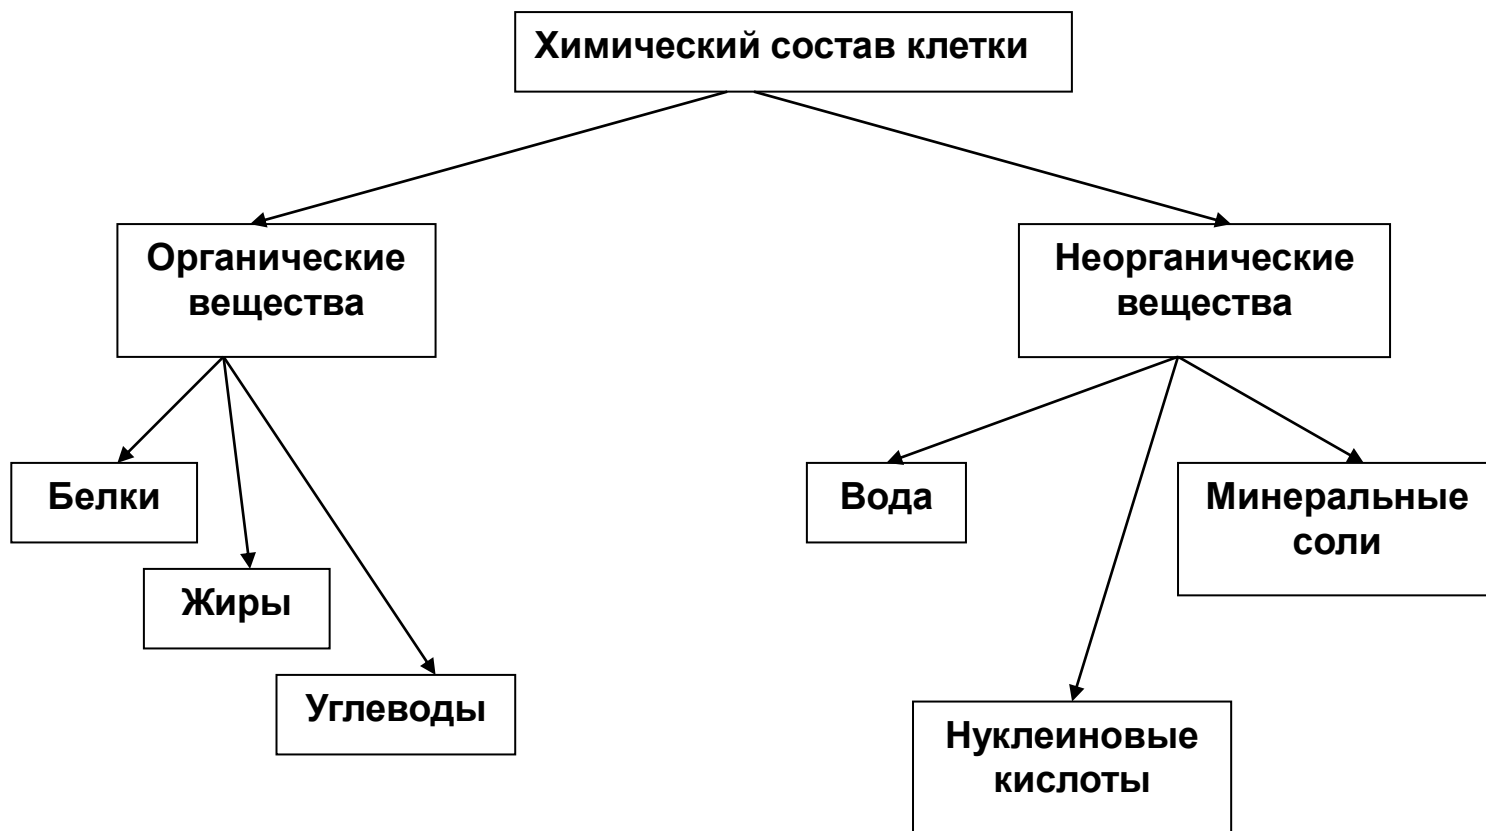 Химический состав клетки
Органические
вещества
Неорганические
вещества
Белки
Жиры
Углеводы
Вода
Минеральные
соли
Нуклеиновые
кислоты